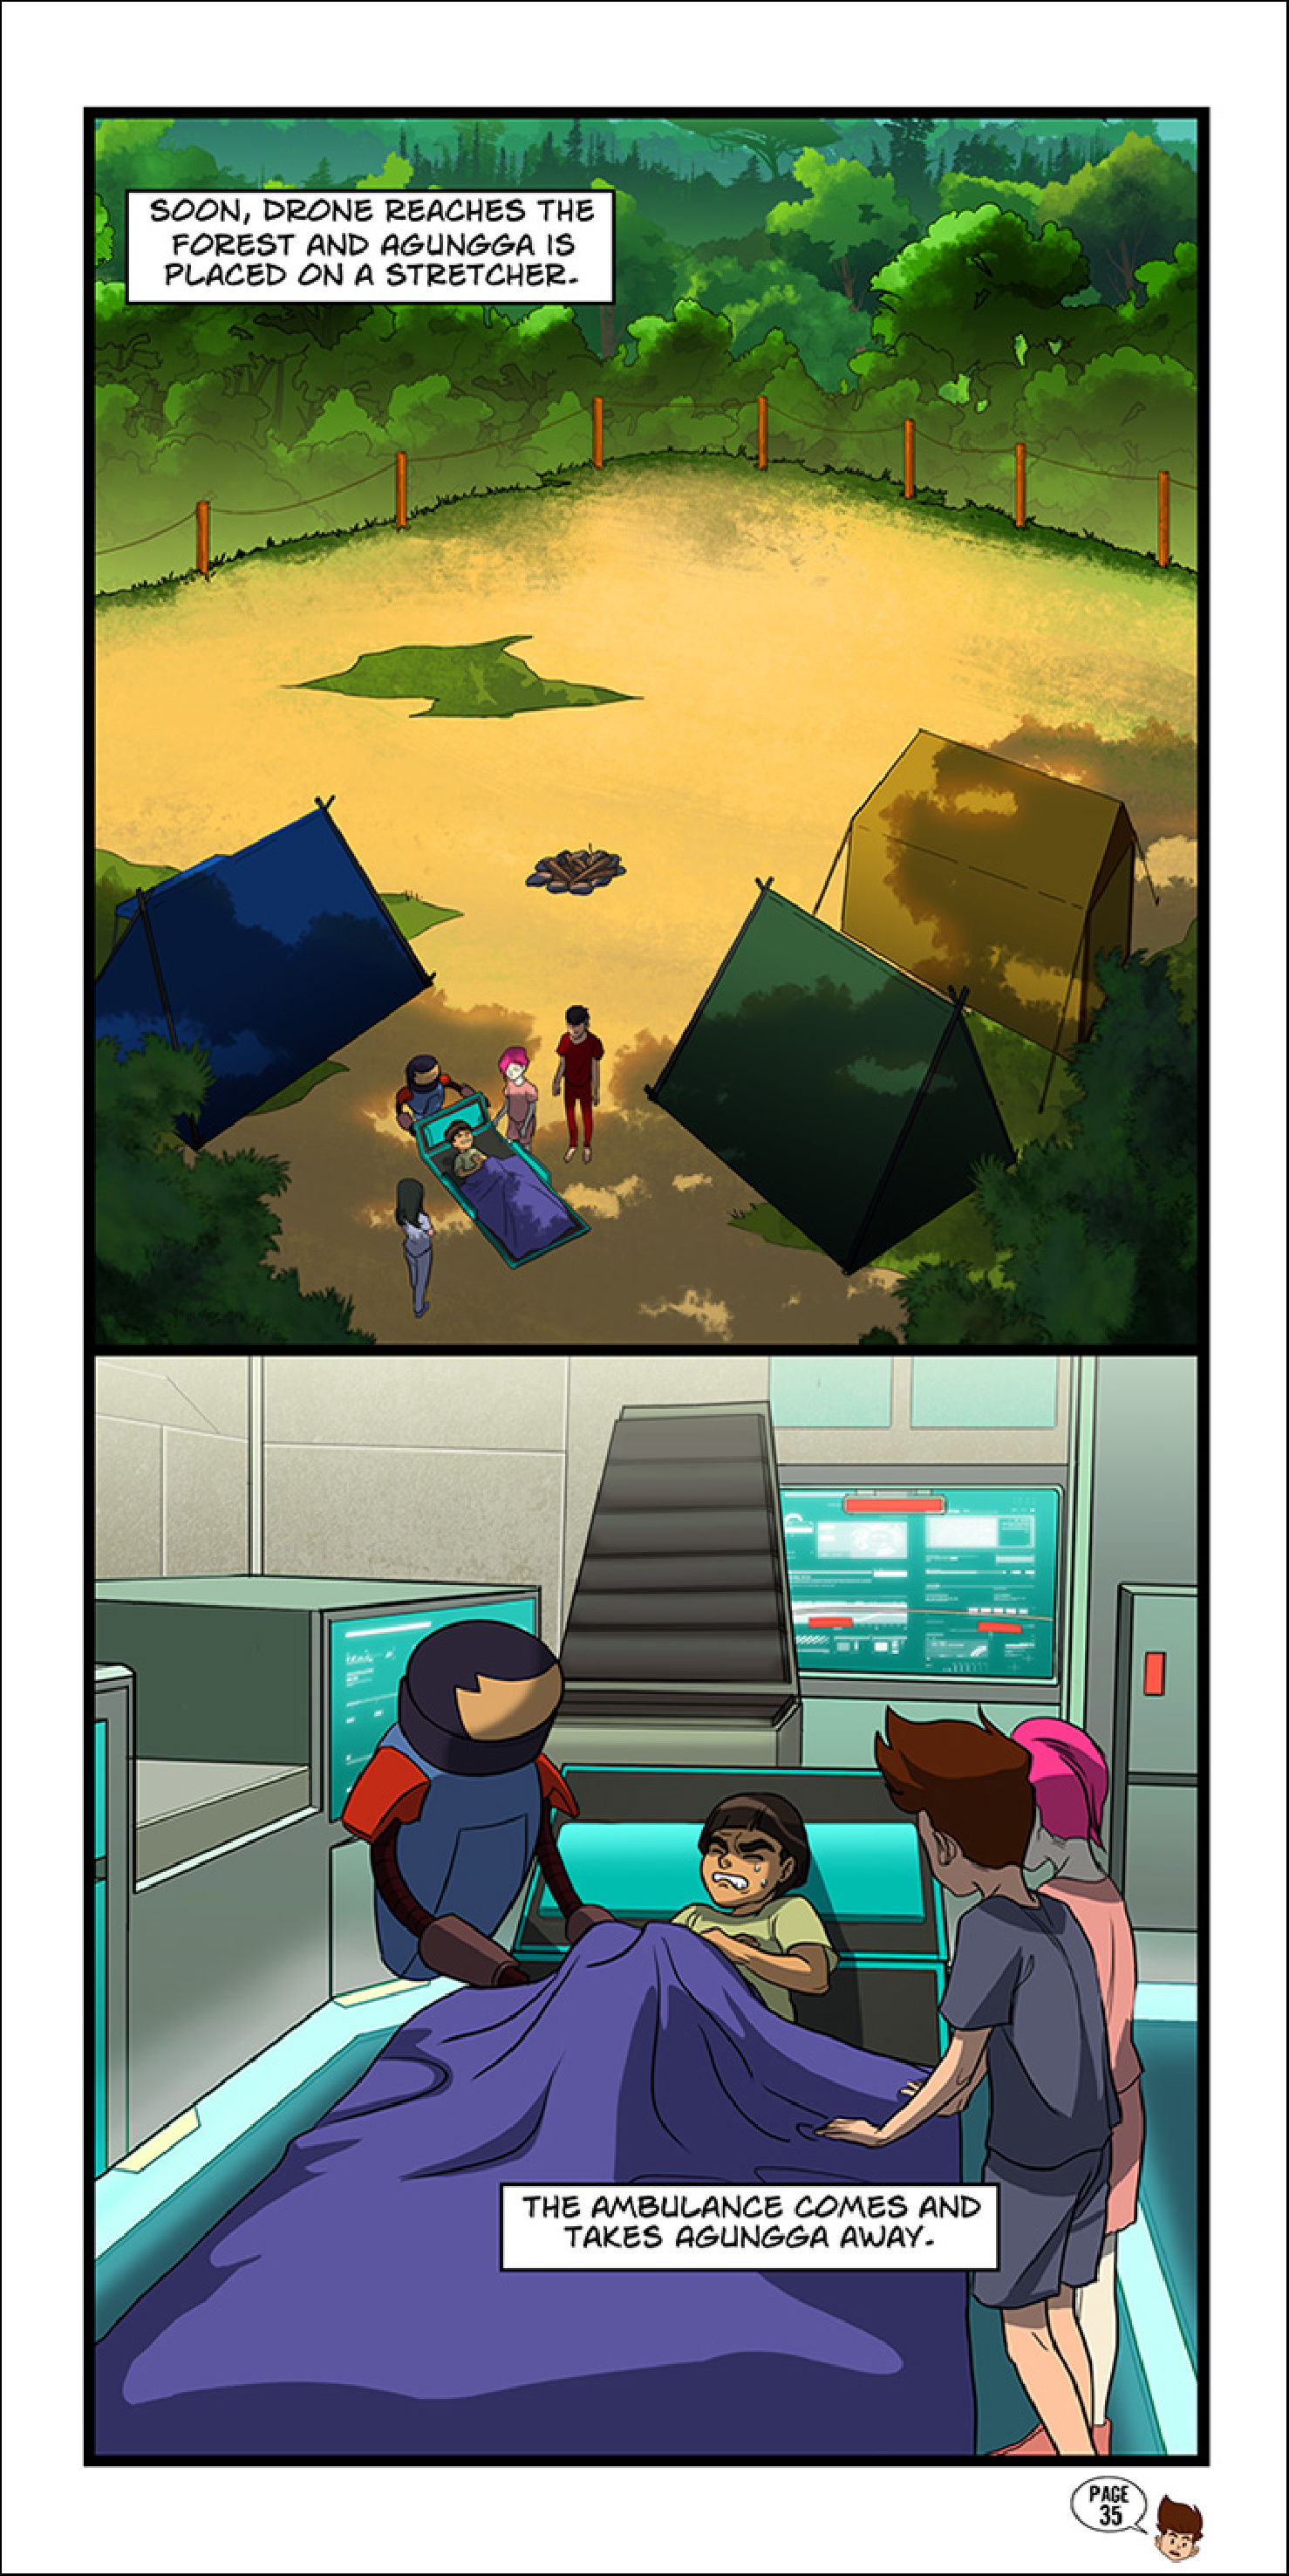 SOON, DRONE REACHES THE
FOREST AND AGUNGGA IS
PLACED ON A STRETCHER.
THE AMBULANCE COMES AND
TAKES AGUNGGA AWAY.
PAGE
35